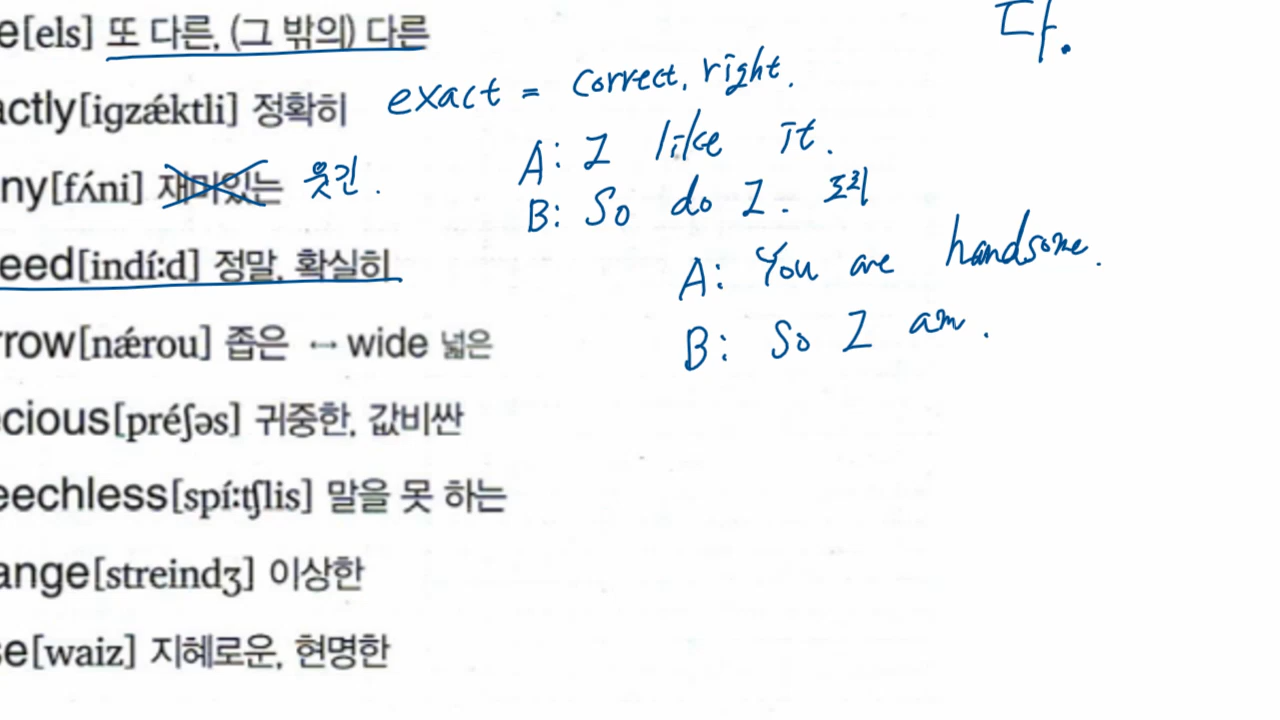 e[els] 또 다른, (그 밖의) 다른
다.
actly[igzǽktli] 정확히 exact = correct, right.
A: I like it.
ny[fʌ́ni] 재미있는 웃긴.
B: So do I. 도치
eed[indíːd] 정말, 확실히
A: You are handsome.
B: So I am.
rrow[nǽrou] 좁은 ↔ wide 넓은
cious[préʃəs] 귀중한, 값비싼
eechless[spíːtʃlis] 말을 못 하는
ange[streindʒ] 이상한
se[waiz] 지혜로운, 현명한